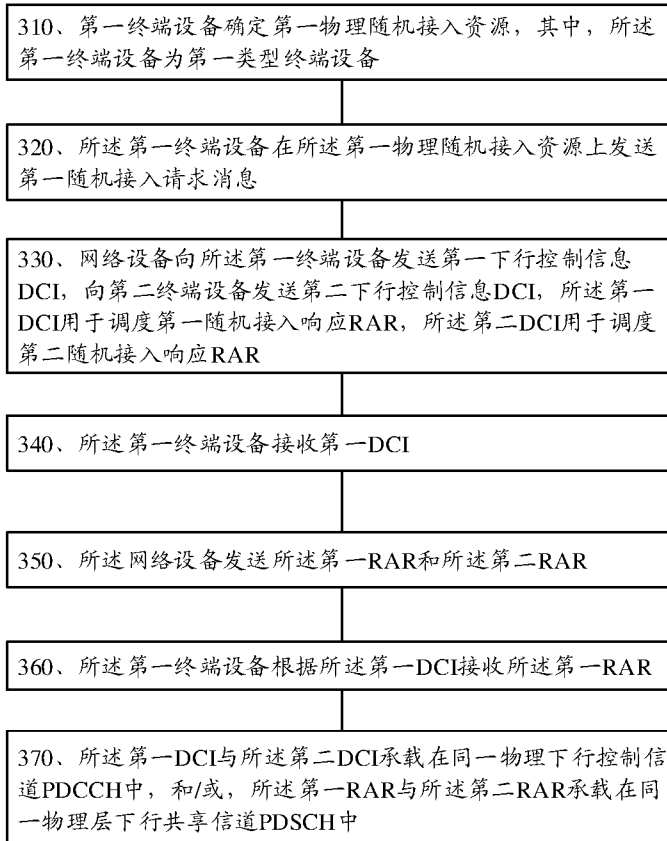 310、第一终端设备确定第一物理随机接入资源，其中，所述
第一终端设备为第一类型终端设备
320、所述第一终端设备在所述第一物理随机接入资源上发送
第一随机接入请求消息
330、网络设备向所述第一终端设备发送第一下行控制信息
DCI，向第二终端设备发送第二下行控制信息DCI，所述第一
DCI用于调度第一随机接入响应RAR，所述第二DCI用于调度
第二随机接入响应RAR
340、所述第一终端设备接收第一DCI
350、所述网络设备发送所述第一RAR和所述第二RAR
360、所述第一终端设备根据所述第一DCI接收所述第一RAR
370、所述第一DCI与所述第二DCI承载在同一物理下行控制信
道PDCCH中，和/或，所述第一RAR与所述第二RAR承载在同
一物理层下行共享信道PDSCH中